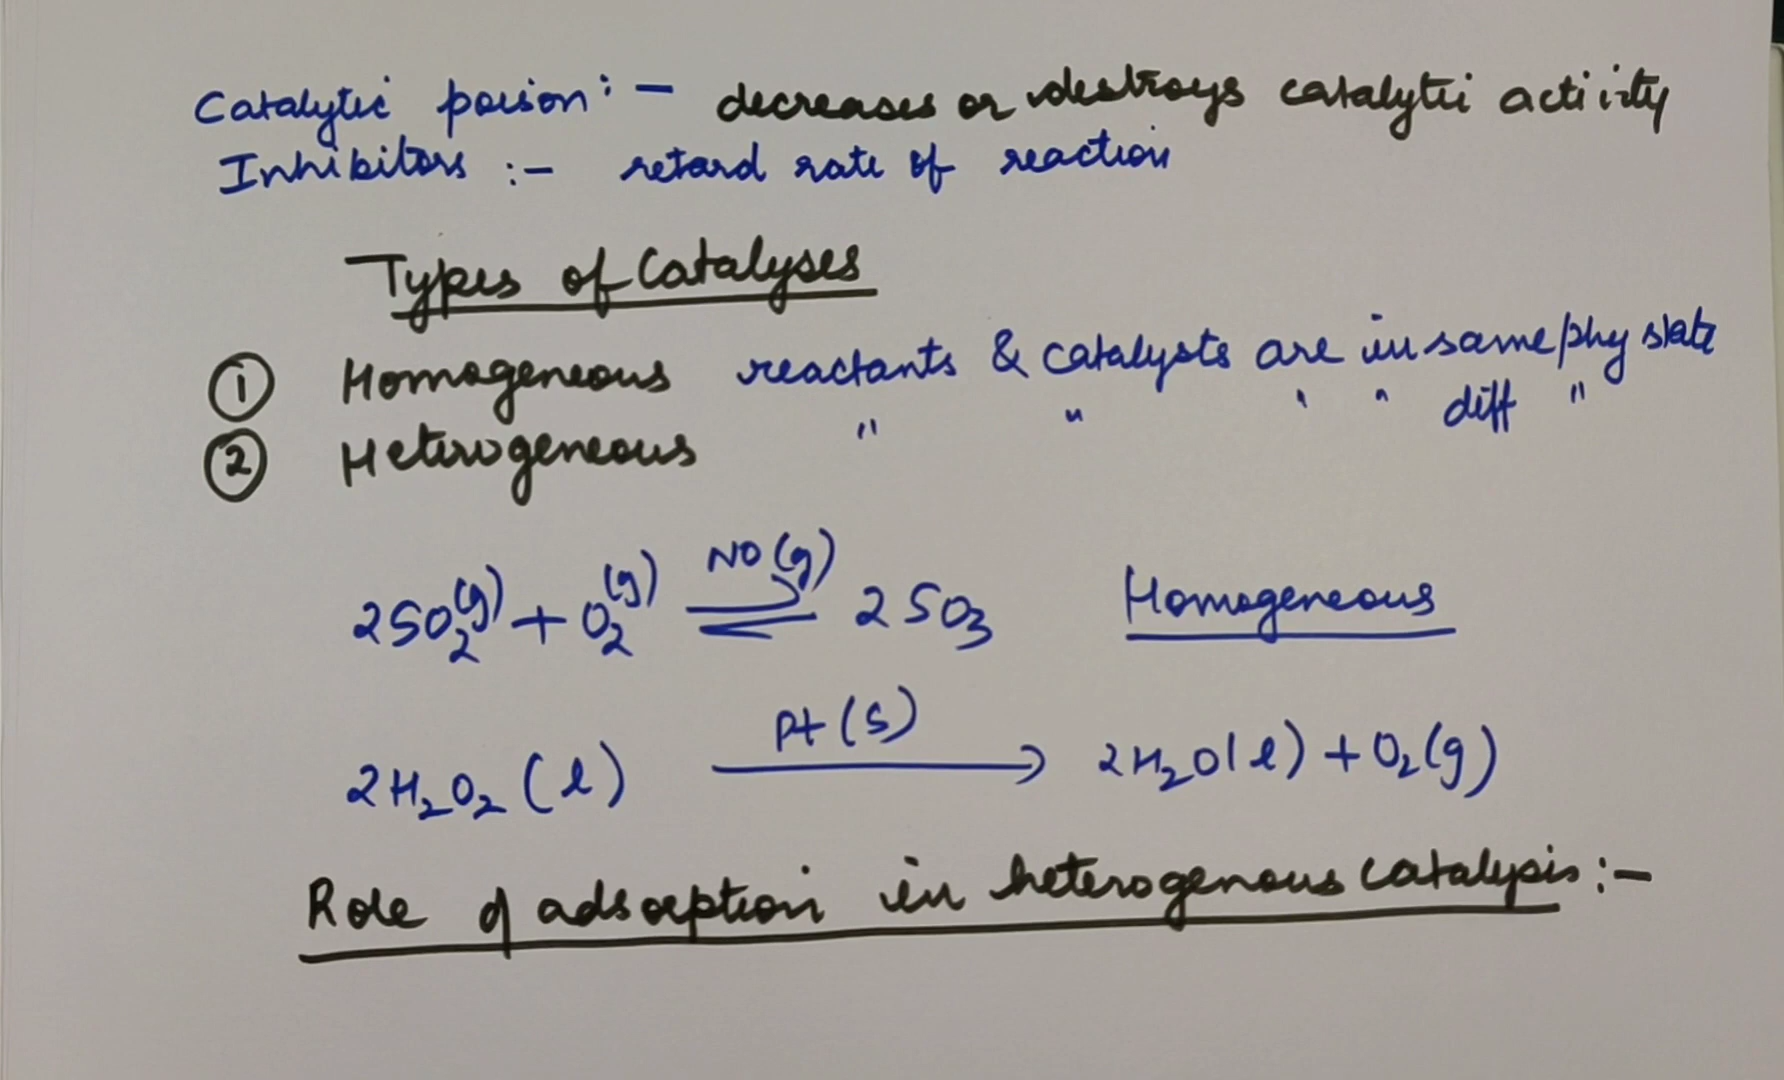 Catalytic poison :- decreases or destroys catalytic activity
Inhibitors :- retard rate of reaction
Types of Catalyses
① Homogeneous reactants & catalysts are in same phy state
② Heterogeneous " " " " diff "
2SO₂(g) + O₂(g) ⇌ NO(g) 2SO₃ Homogeneous
2H₂O₂(l) Pt(s) → 2H₂O(l) + O₂(g)
Role of adsorption in heterogenous catalysis :-